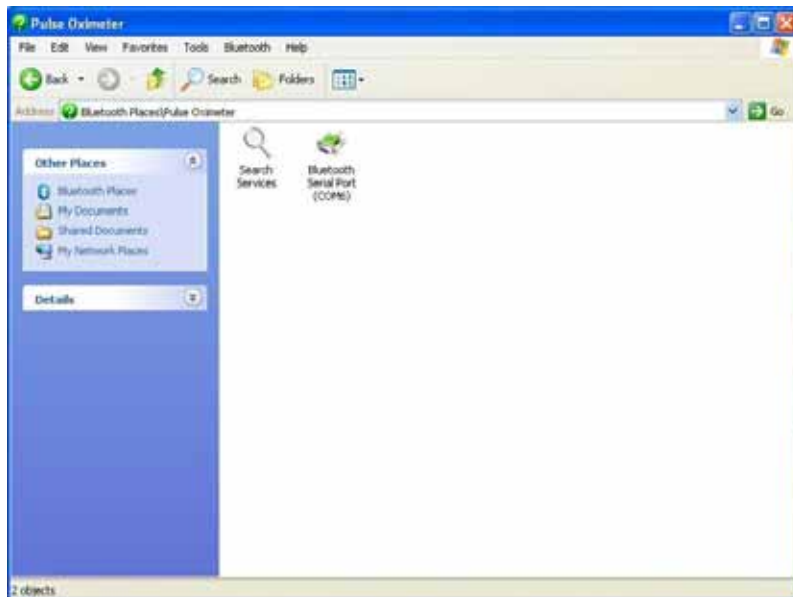 Pulse Oximeter
File Edit View Favorites Tools Bluetooth Help
Back Search Folders
Address Bluetooth Places\Pulse Oximeter Go
Other Places
Bluetooth Places
My Documents
Shared Documents
My Network Places
Details
Search
Services
Bluetooth
Serial Port
(COM6)
2 objects